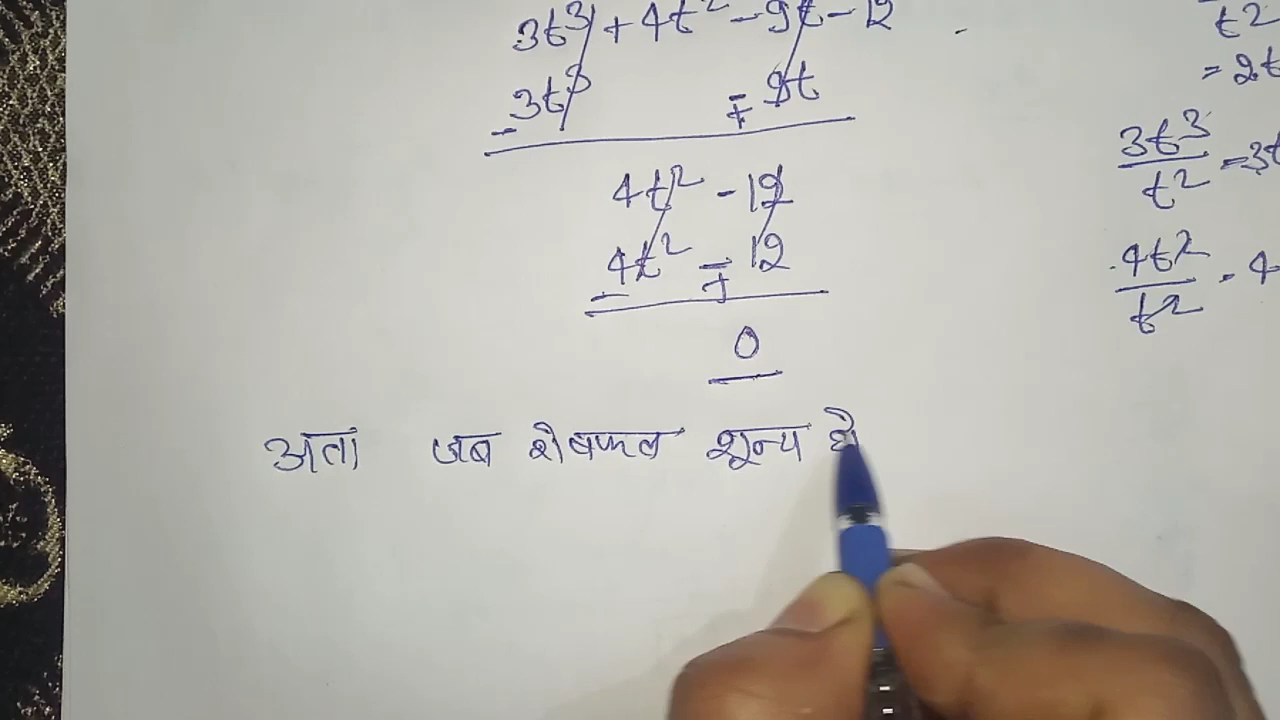 3t³ + 4t² - 9t - 12
- 3t³ ∓ 9t
4t² - 12
- 4t² ∓ 12
0
अतः जब शेषफल शून्य है
t²
= 2t
3t³/t² = 3t
4t²/t² = 4